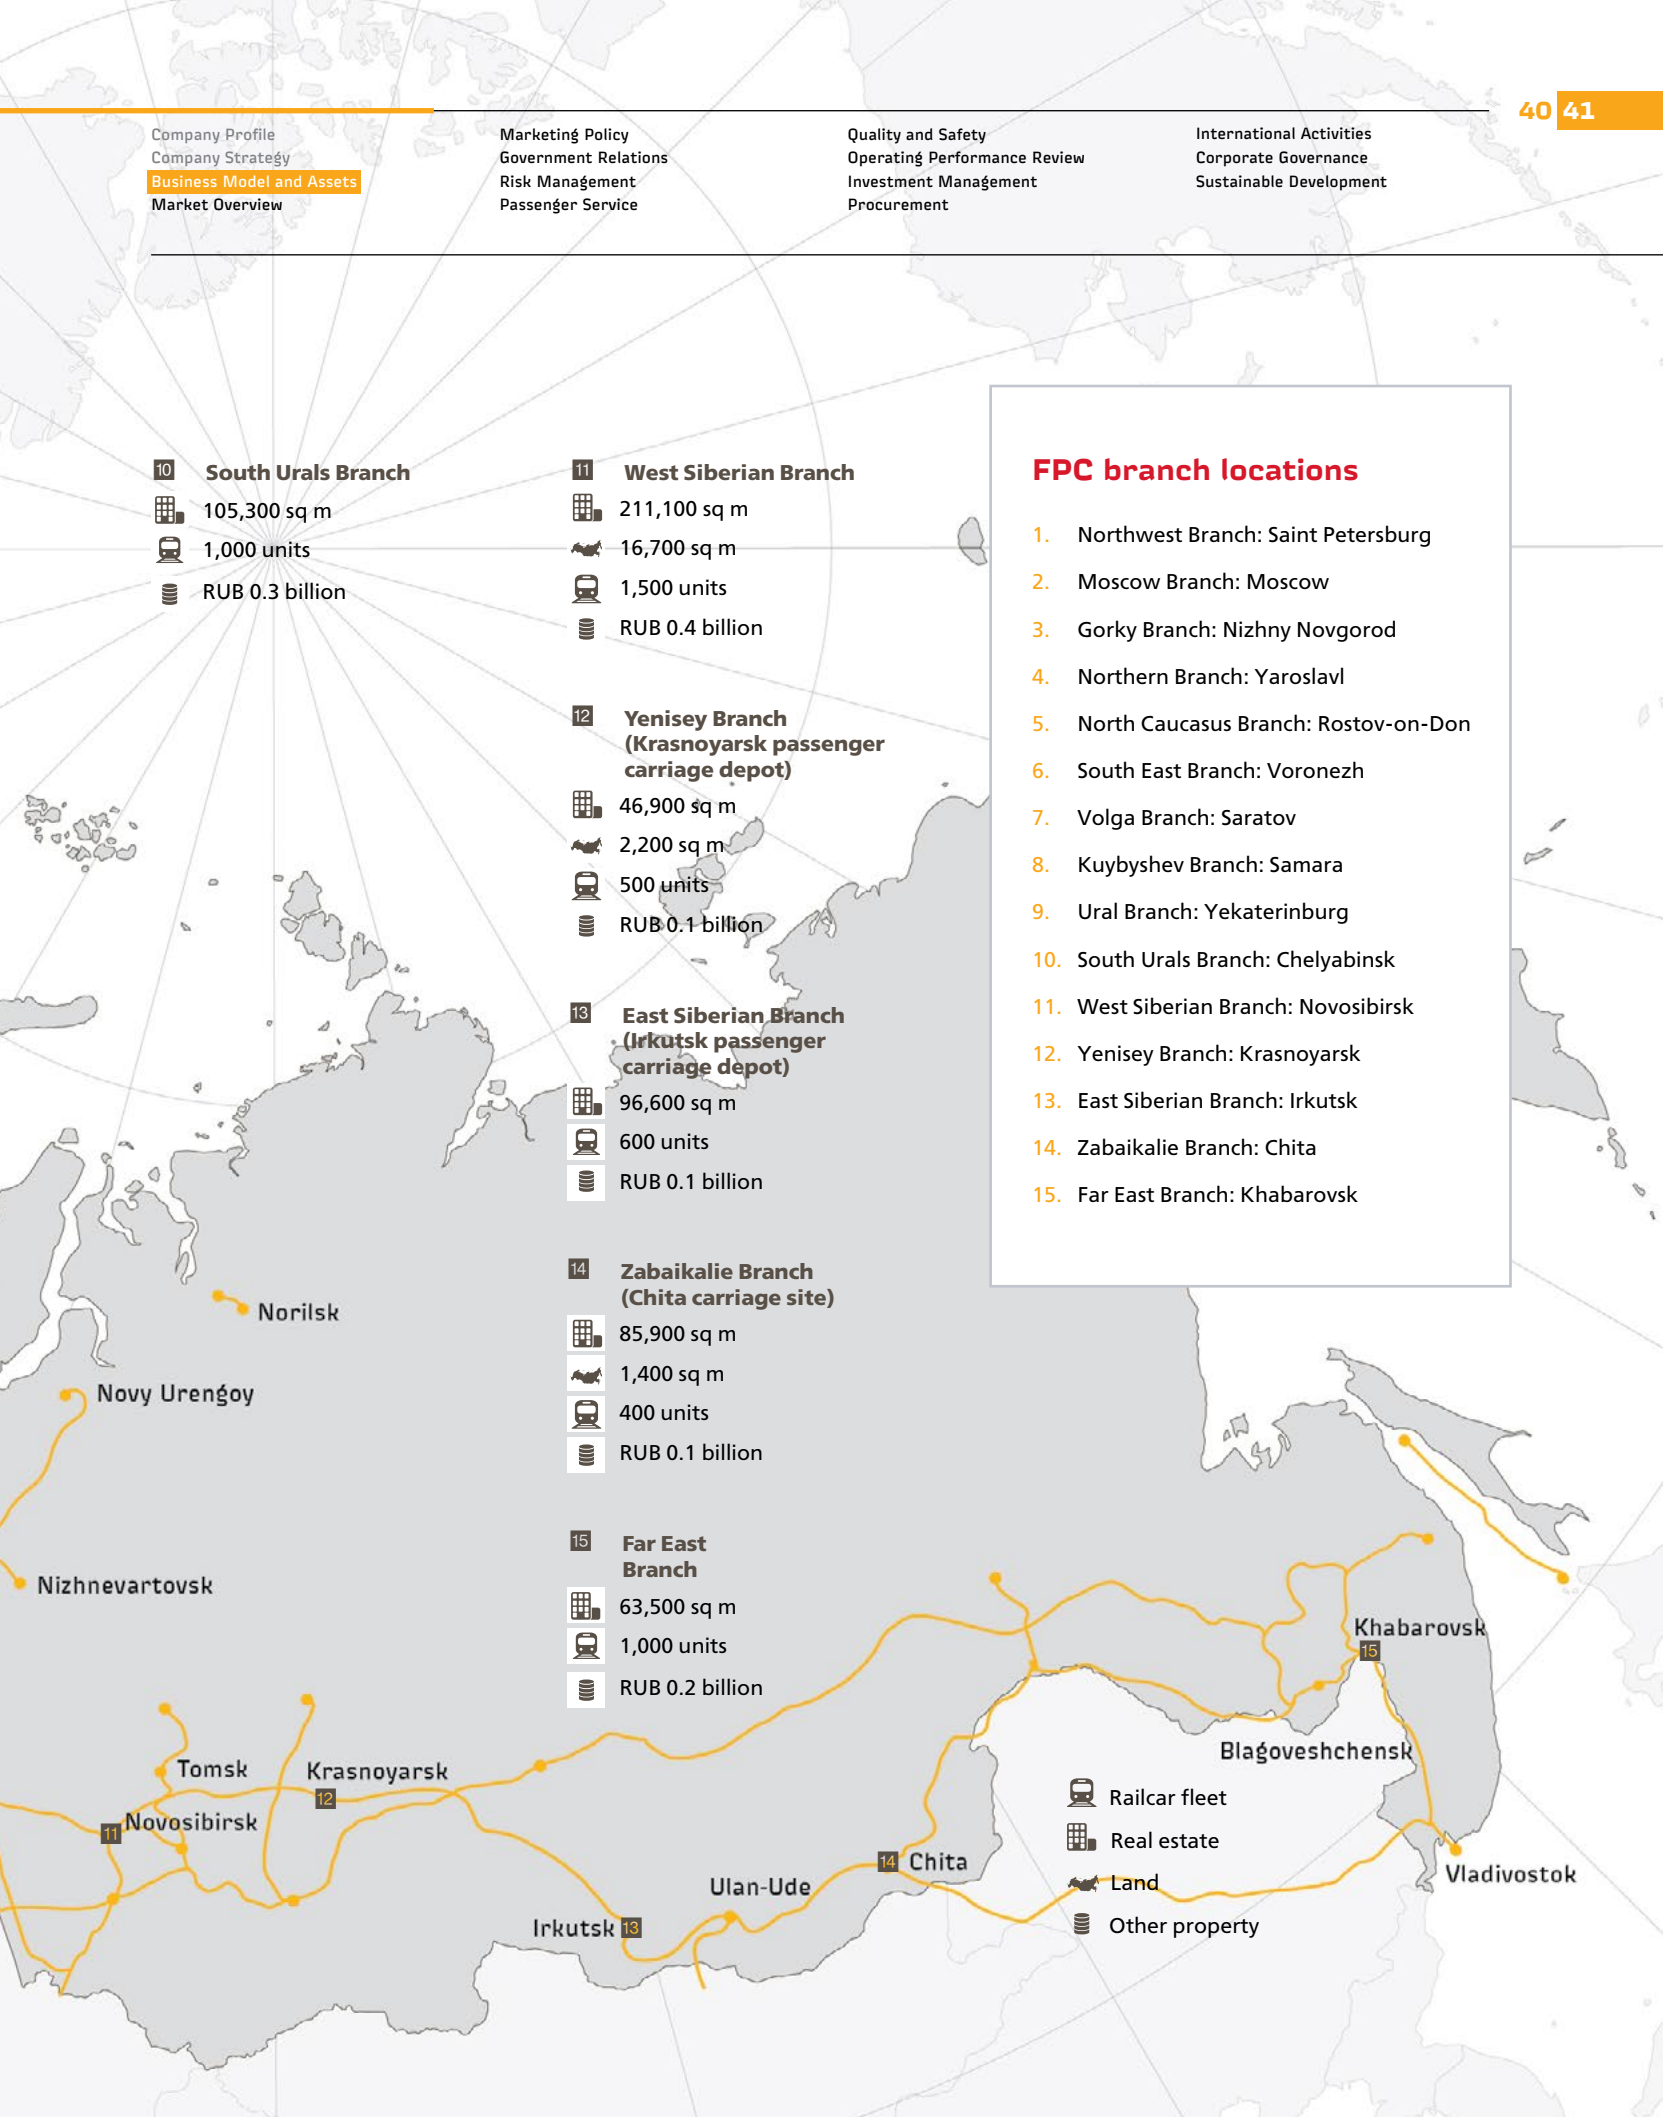 40 41
Company Profile
Company Strategy
Business Model and Assets
Market Overview
Marketing Policy
Government Relations
Risk Management
Passenger Service
Quality and Safety
Operating Performance Review
Investment Management
Procurement
International Activities
Corporate Governance
Sustainable Development
10 South Urals Branch
105,300 sq m
1,000 units
RUB 0.3 billion
11 West Siberian Branch
211,100 sq m
16,700 sq m
1,500 units
RUB 0.4 billion
12 Yenisey Branch
(Krasnoyarsk passenger
carriage depot)
46,900 sq m
2,200 sq m
500 units
RUB 0.1 billion
13 East Siberian Branch
(Irkutsk passenger
carriage depot)
96,600 sq m
600 units
RUB 0.1 billion
14 Zabaikalie Branch
(Chita carriage site)
85,900 sq m
1,400 sq m
400 units
RUB 0.1 billion
15 Far East
Branch
63,500 sq m
1,000 units
RUB 0.2 billion
FPC branch locations
1. Northwest Branch: Saint Petersburg
2. Moscow Branch: Moscow
3. Gorky Branch: Nizhny Novgorod
4. Northern Branch: Yaroslavl
5. North Caucasus Branch: Rostov-on-Don
6. South East Branch: Voronezh
7. Volga Branch: Saratov
8. Kuybyshev Branch: Samara
9. Ural Branch: Yekaterinburg
10. South Urals Branch: Chelyabinsk
11. West Siberian Branch: Novosibirsk
12. Yenisey Branch: Krasnoyarsk
13. East Siberian Branch: Irkutsk
14. Zabaikalie Branch: Chita
15. Far East Branch: Khabarovsk
Norilsk
Novy Urengoy
Nizhnevartovsk
Tomsk
Krasnoyarsk
12
Novosibirsk
11
Irkutsk 13
Ulan-Ude
14 Chita
Khabarovsk
15
Blagoveshchensk
Vladivostok
Railcar fleet
Real estate
Land
Other property